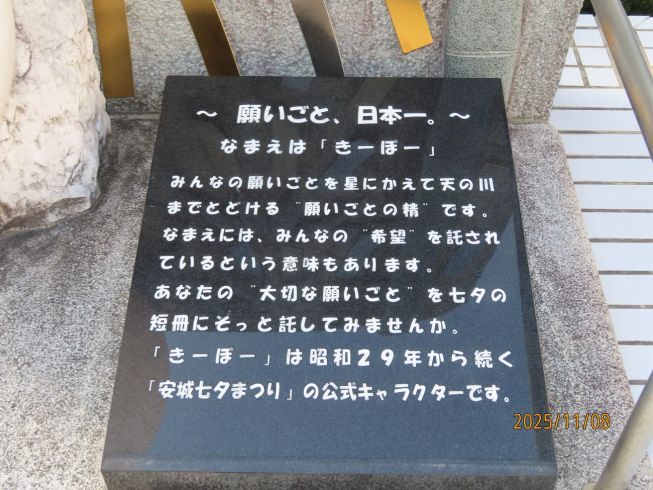 ～ 願いごと、日本一。～
なまえは「きーぼー」
みんなの願いごとを星にかえて天の川
までとどける ¨願いごとの精¨ です。
なまえには、みんなの ¨希望¨ を託され
ているという意味もあります。
あなたの ¨大切な願いごと¨ を七夕の
短冊にそっと託してみませんか。
「きーぼー」は昭和２９年から続く
「安城七夕まつり」の公式キャラクターです。
2025/11/08